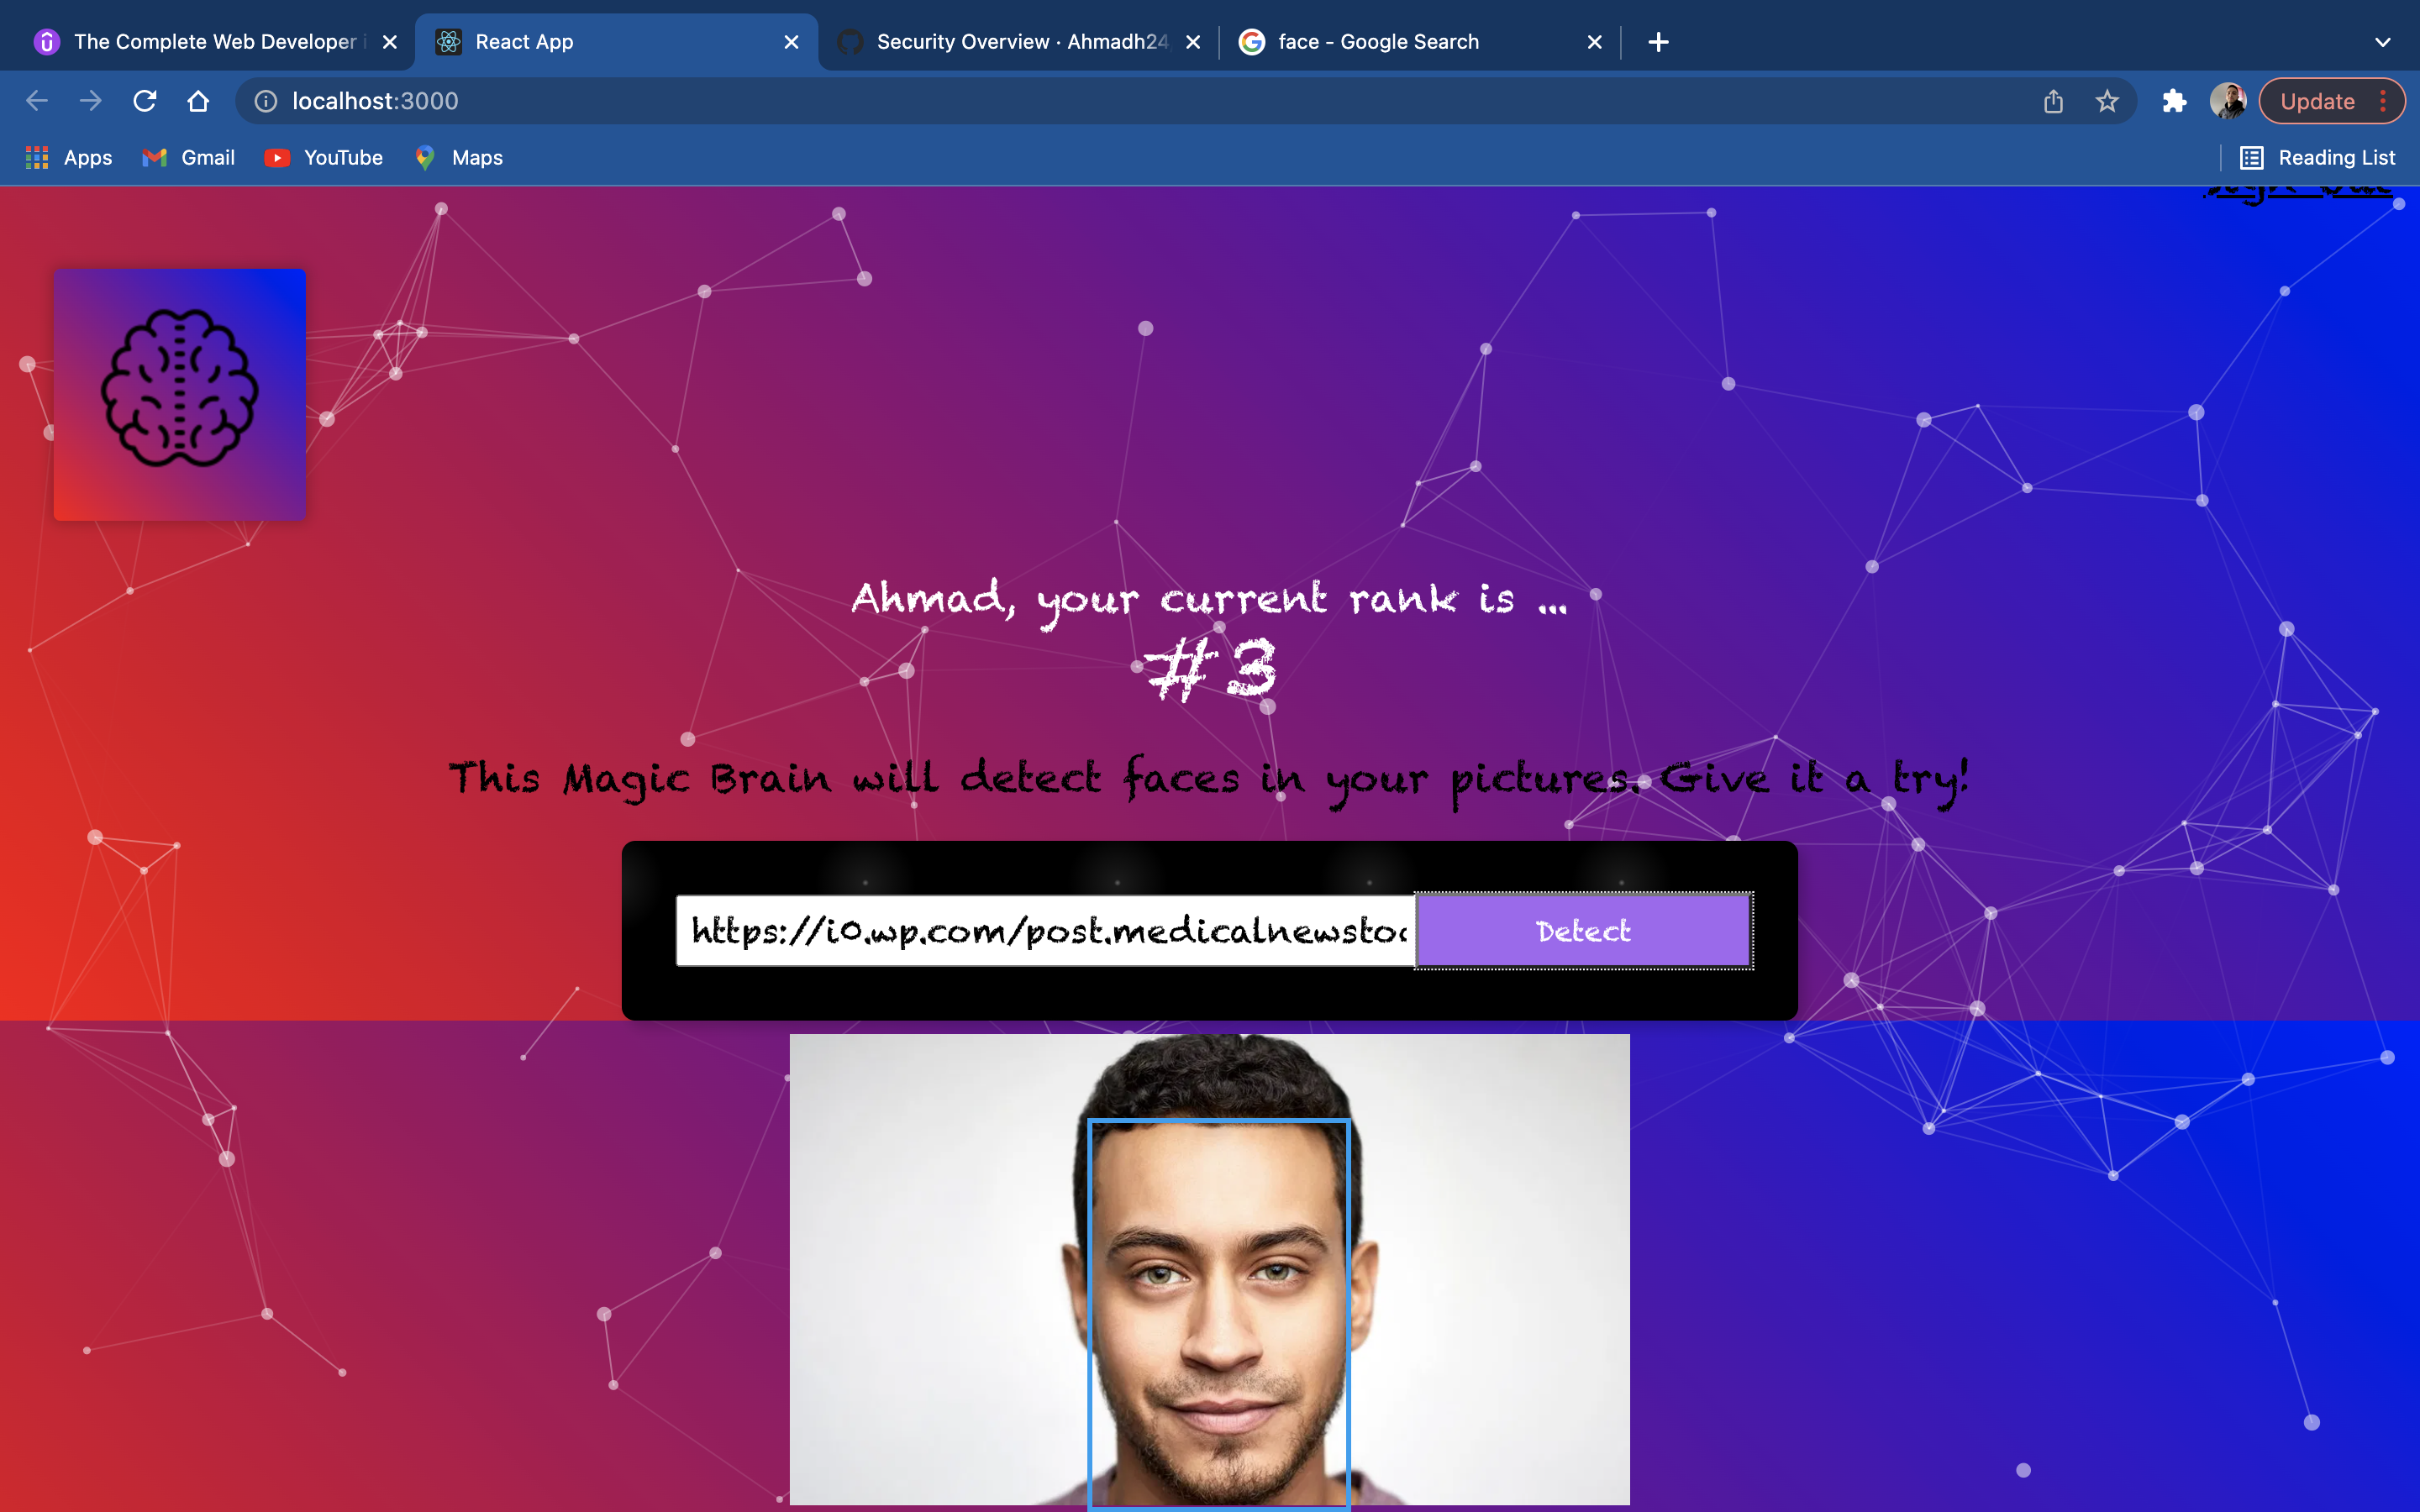 The Complete Web Developer i
React App
Security Overview · Ahmadh24
face - Google Search
localhost:3000
Update
Apps
Gmail
YouTube
Maps
Reading List
Ahmad, your current rank is ...
#3
This Magic Brain will detect faces in your pictures. Give it a try!
https://i0.wp.com/post.medicalnewstod
Detect